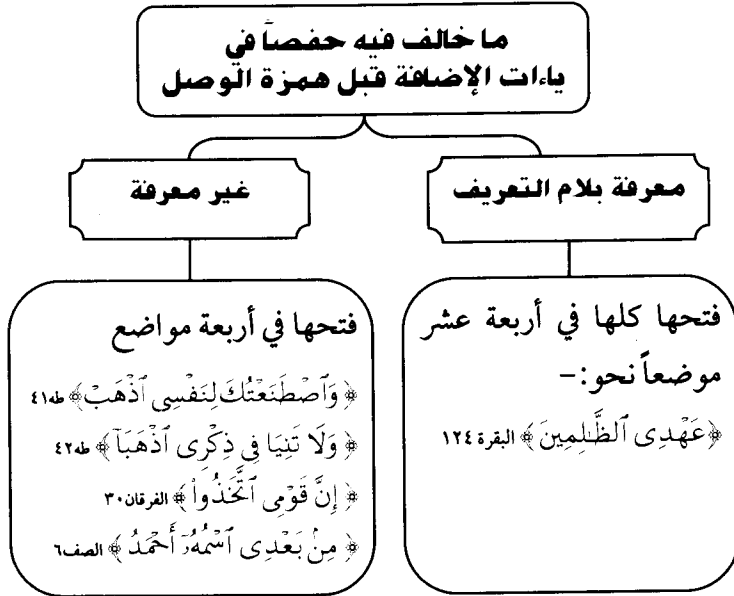 ما خالف فيه حفصاً في
ياءات الإضافة قبل همزة الوصل
معرفة بلام التعريف
غير معرفة
فتحها كلها في أربعة عشر
موضعاً نحو:-
﴿عَهْدِى ٱلظَّـٰلِمِينَ﴾ البقرة ١٢٤
فتحها في أربعة مواضع
﴿وَٱصْطَنَعْتُكَ لِنَفْسِى ٱذْهَبْ﴾ طه٤١
﴿وَلَا تَنِيَا فِى ذِكْرِى ٱذْهَبَآ﴾ طه٤٢
﴿إِنَّ قَوْمِى ٱتَّخَذُوا۟﴾ الفرقان٣٠
﴿مِنۢ بَعْدِى ٱسْمُهُۥٓ أَحْمَدُ﴾ الصف٦